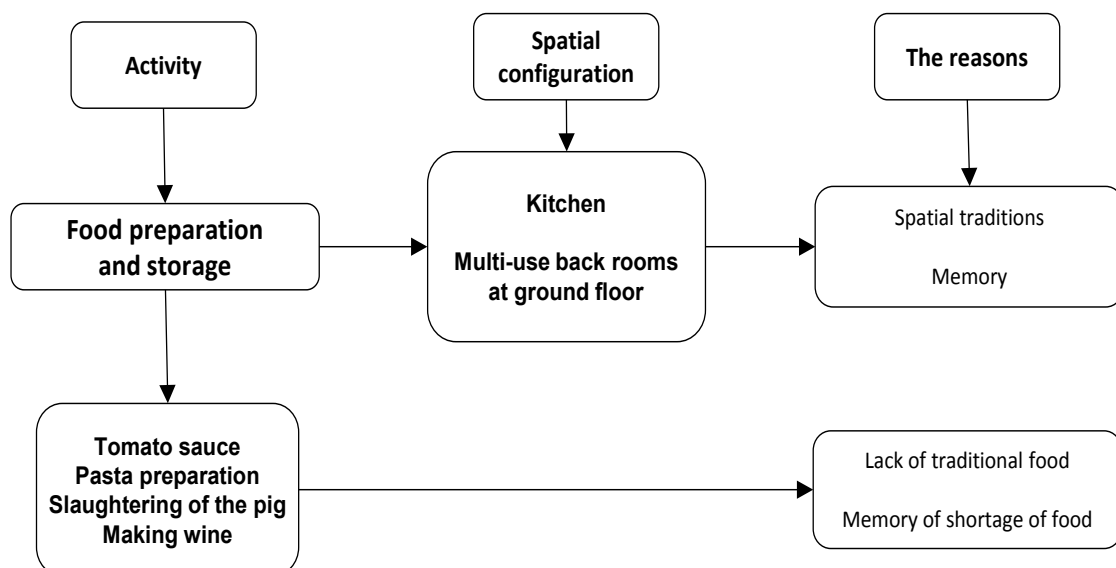 Activity
Spatial
configuration
The reasons
Food preparation
and storage
Kitchen
Multi-use back rooms
at ground floor
Spatial traditions
Memory
Tomato sauce
Pasta preparation
Slaughtering of the pig
Making wine
Lack of traditional food
Memory of shortage of food